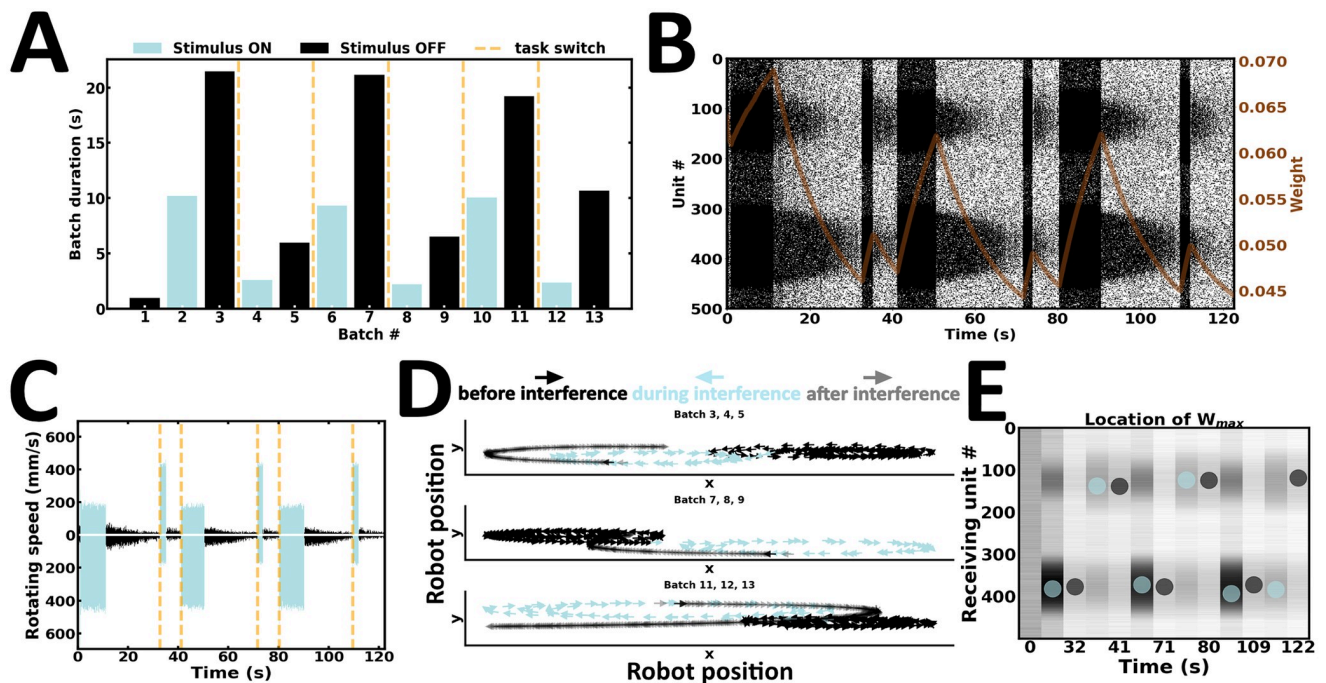 A
Stimulus ON
Stimulus OFF
task switch
Batch duration (s)
20
15
10
5
0
1 2 3 4 5 6 7 8 9 10 11 12 13
Batch #
B
Unit #
0
100
200
300
400
500
0 20 40 60 80 100 120
Time (s)
0.070
0.065
0.060
0.055
0.050
0.045
Weight
C
Rotating speed (mm/s)
600
400
200
0
200
400
600
0 20 40 60 80 100 120
Time (s)
D
before interference during interference after interference
Batch 3, 4, 5
y
x
Batch 7, 8, 9
y
x
Batch 11, 12, 13
y
x
Robot position
Robot position
E
Location of Wmax
Receiving unit #
0
100
200
300
400
0 32 41 71 80 109 122
Time (s)